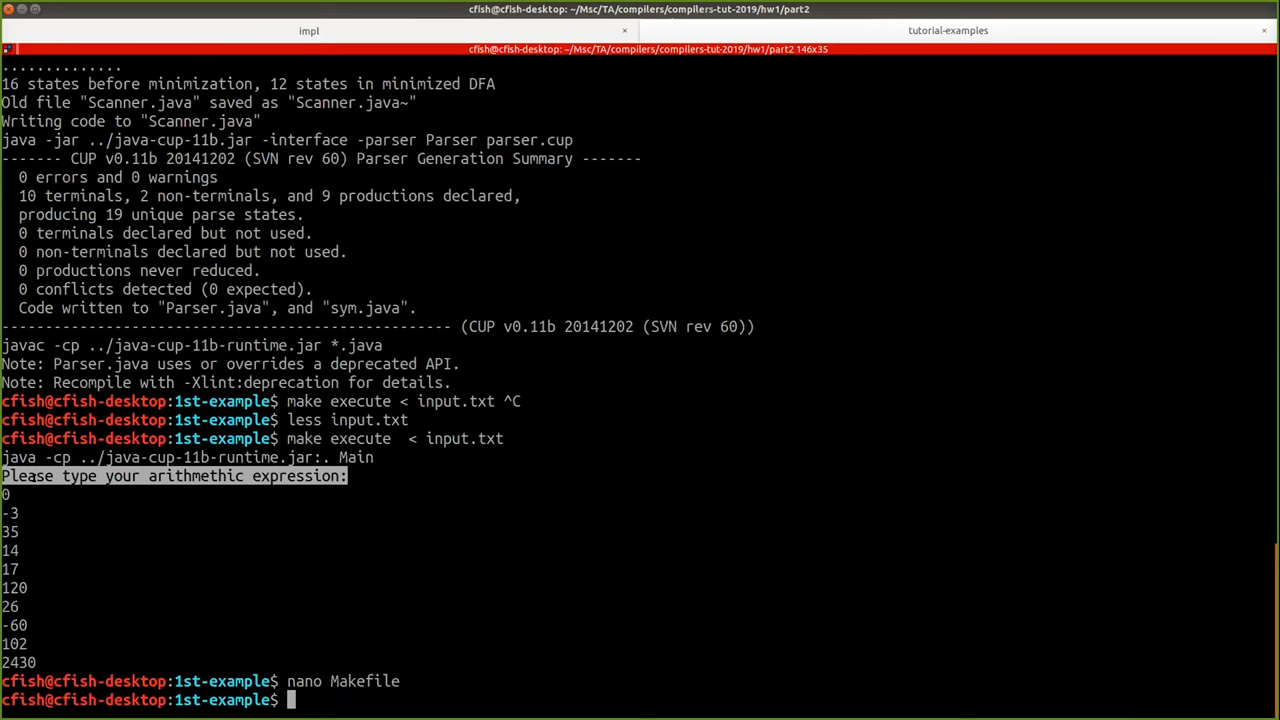 cfish@cfish-desktop: ~/Msc/TA/compilers/compilers-tut-2019/hw1/part2
impl
tutorial-examples
cfish@cfish-desktop: ~/Msc/TA/compilers/compilers-tut-2019/hw1/part2 146x35
..............
16 states before minimization, 12 states in minimized DFA
Old file "Scanner.java" saved as "Scanner.java~"
Writing code to "Scanner.java"
java -jar ../java-cup-11b.jar -interface -parser Parser parser.cup
------- CUP v0.11b 20141202 (SVN rev 60) Parser Generation Summary -------
0 errors and 0 warnings
10 terminals, 2 non-terminals, and 9 productions declared,
producing 19 unique parse states.
0 terminals declared but not used.
0 non-terminals declared but not used.
0 productions never reduced.
0 conflicts detected (0 expected).
Code written to "Parser.java", and "sym.java".
---------------------------------------------------- (CUP v0.11b 20141202 (SVN rev 60))
javac -cp ../java-cup-11b-runtime.jar *.java
Note: Parser.java uses or overrides a deprecated API.
Note: Recompile with -Xlint:deprecation for details.
cfish@cfish-desktop:1st-example$ make execute < input.txt ^C
cfish@cfish-desktop:1st-example$ less input.txt
cfish@cfish-desktop:1st-example$ make execute  < input.txt
java -cp ../java-cup-11b-runtime.jar:. Main
Please type your arithmethic expression:
0
-3
35
14
17
120
26
-60
102
2430
cfish@cfish-desktop:1st-example$ nano Makefile
cfish@cfish-desktop:1st-example$